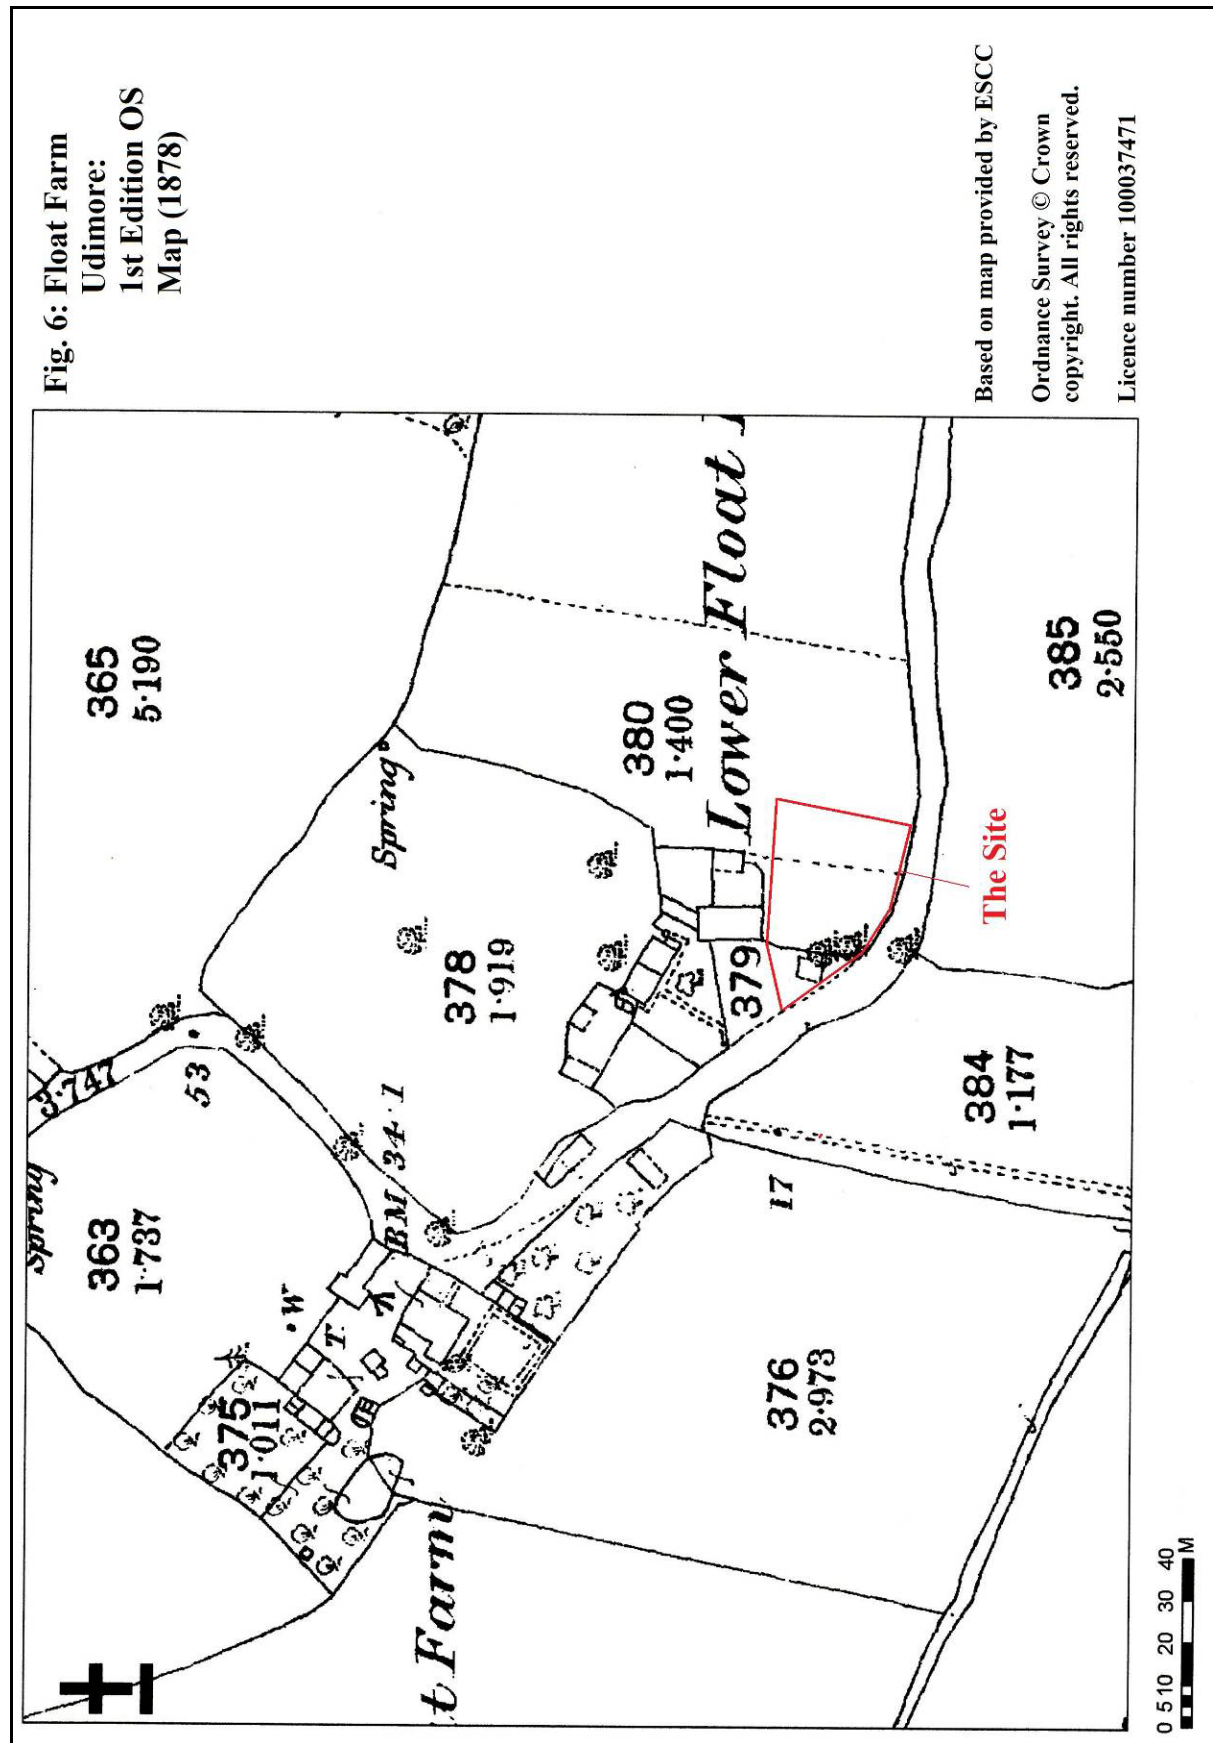 Fig. 6: Float Farm
Udimore:
1st Edition OS
Map (1878)
Based on map provided by ESCC
Ordnance Survey © Crown
copyright. All rights reserved.
Licence number 100037471
Spring
3·747
53
363
1·737
365
5·190
W
T.
375
1·011
BM 34·1
Spring
378
1·919
t Farm
380
1·400
Lower Float
379
17
376
2·973
384
1·177
The Site
385
2·550
0 5 10 20 30 40
M